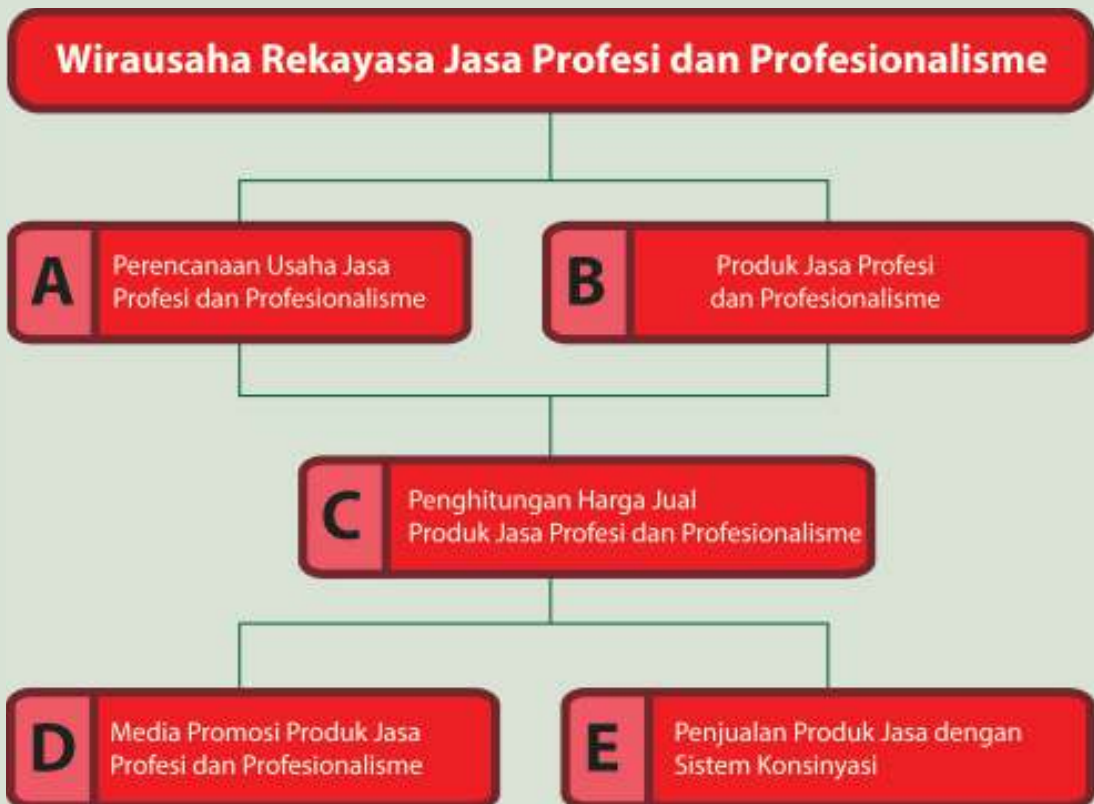 Wirausaha Rekayasa Jasa Profesi dan Profesionalisme
A
Perencanaan Usaha Jasa
Profesi dan Profesionalisme
B
Produk Jasa Profesi
dan Profesionalisme
C
Penghitungan Harga Jual
Produk Jasa Profesi dan Profesionalisme
D
Media Promosi Produk Jasa
Profesi dan Profesionalisme
E
Penjualan Produk Jasa dengan
Sistem Konsinyasi